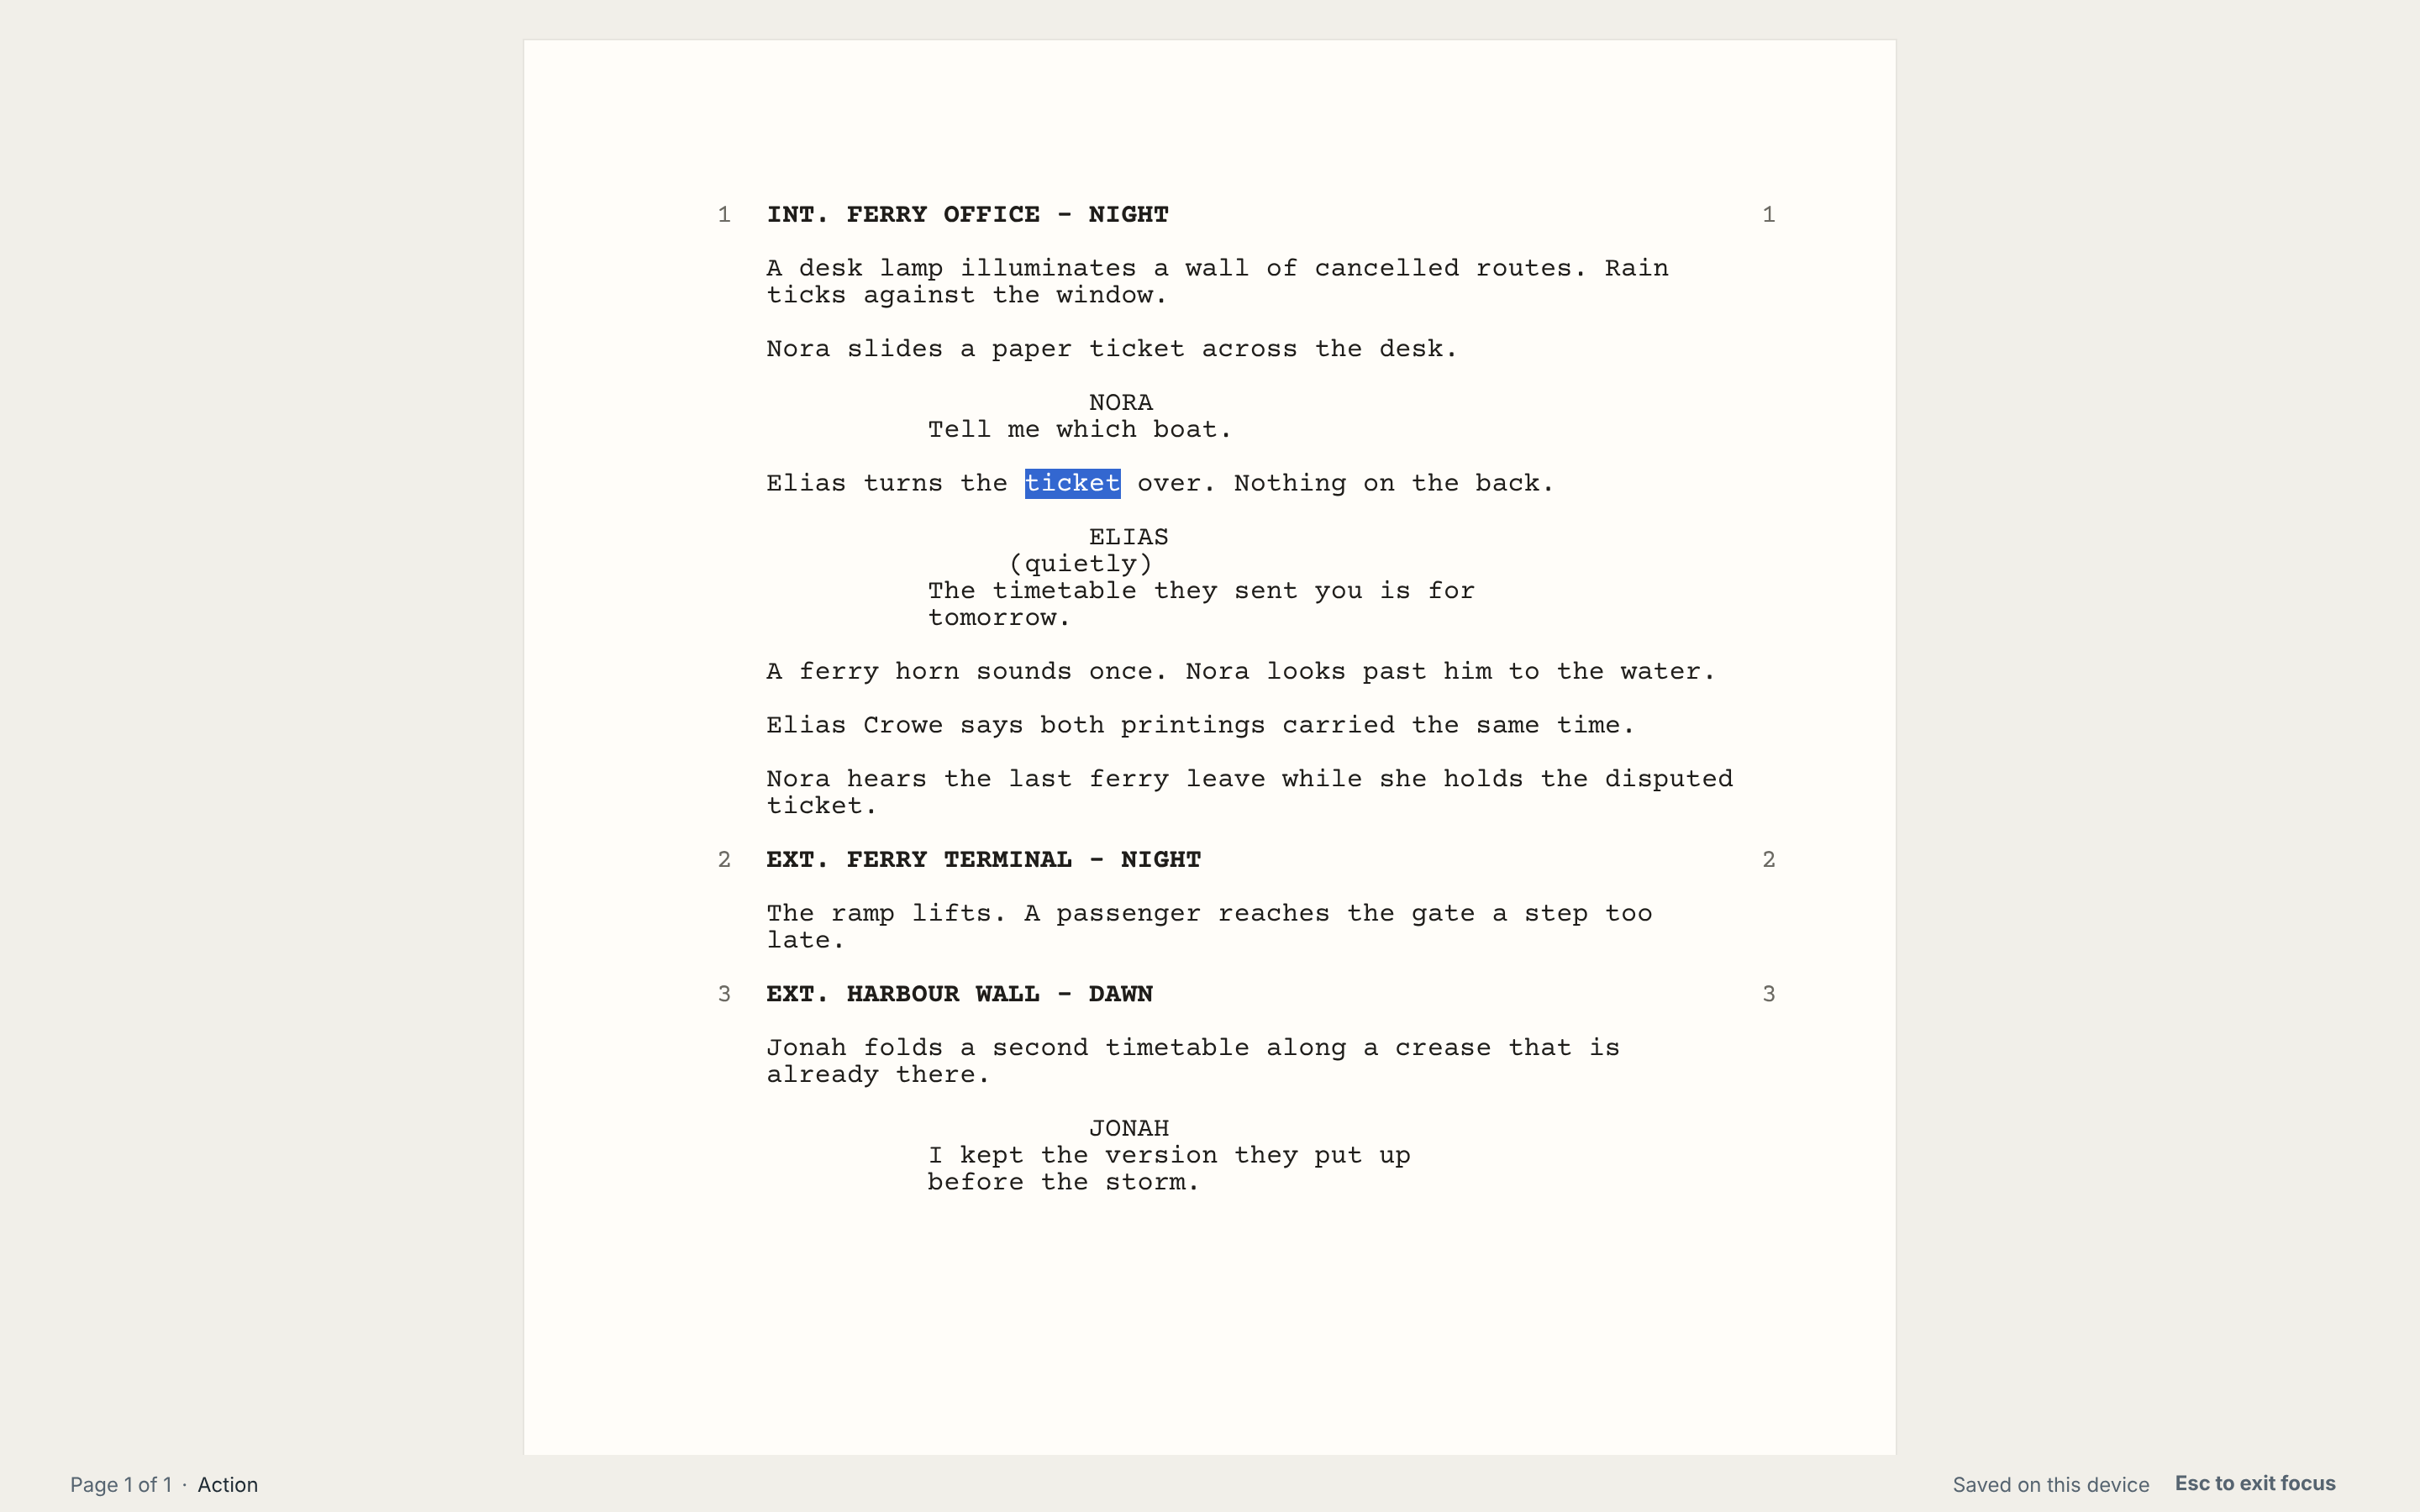 1 INT. FERRY OFFICE - NIGHT 1
A desk lamp illuminates a wall of cancelled routes. Rain
ticks against the window.
Nora slides a paper ticket across the desk.
NORA
Tell me which boat.
Elias turns the ticket over. Nothing on the back.
ELIAS
(quietly)
The timetable they sent you is for
tomorrow.
A ferry horn sounds once. Nora looks past him to the water.
Elias Crowe says both printings carried the same time.
Nora hears the last ferry leave while she holds the disputed
ticket.
2 EXT. FERRY TERMINAL - NIGHT 2
The ramp lifts. A passenger reaches the gate a step too
late.
3 EXT. HARBOUR WALL - DAWN 3
Jonah folds a second timetable along a crease that is
already there.
JONAH
I kept the version they put up
before the storm.
Page 1 of 1 · Action Saved on this device Esc to exit focus